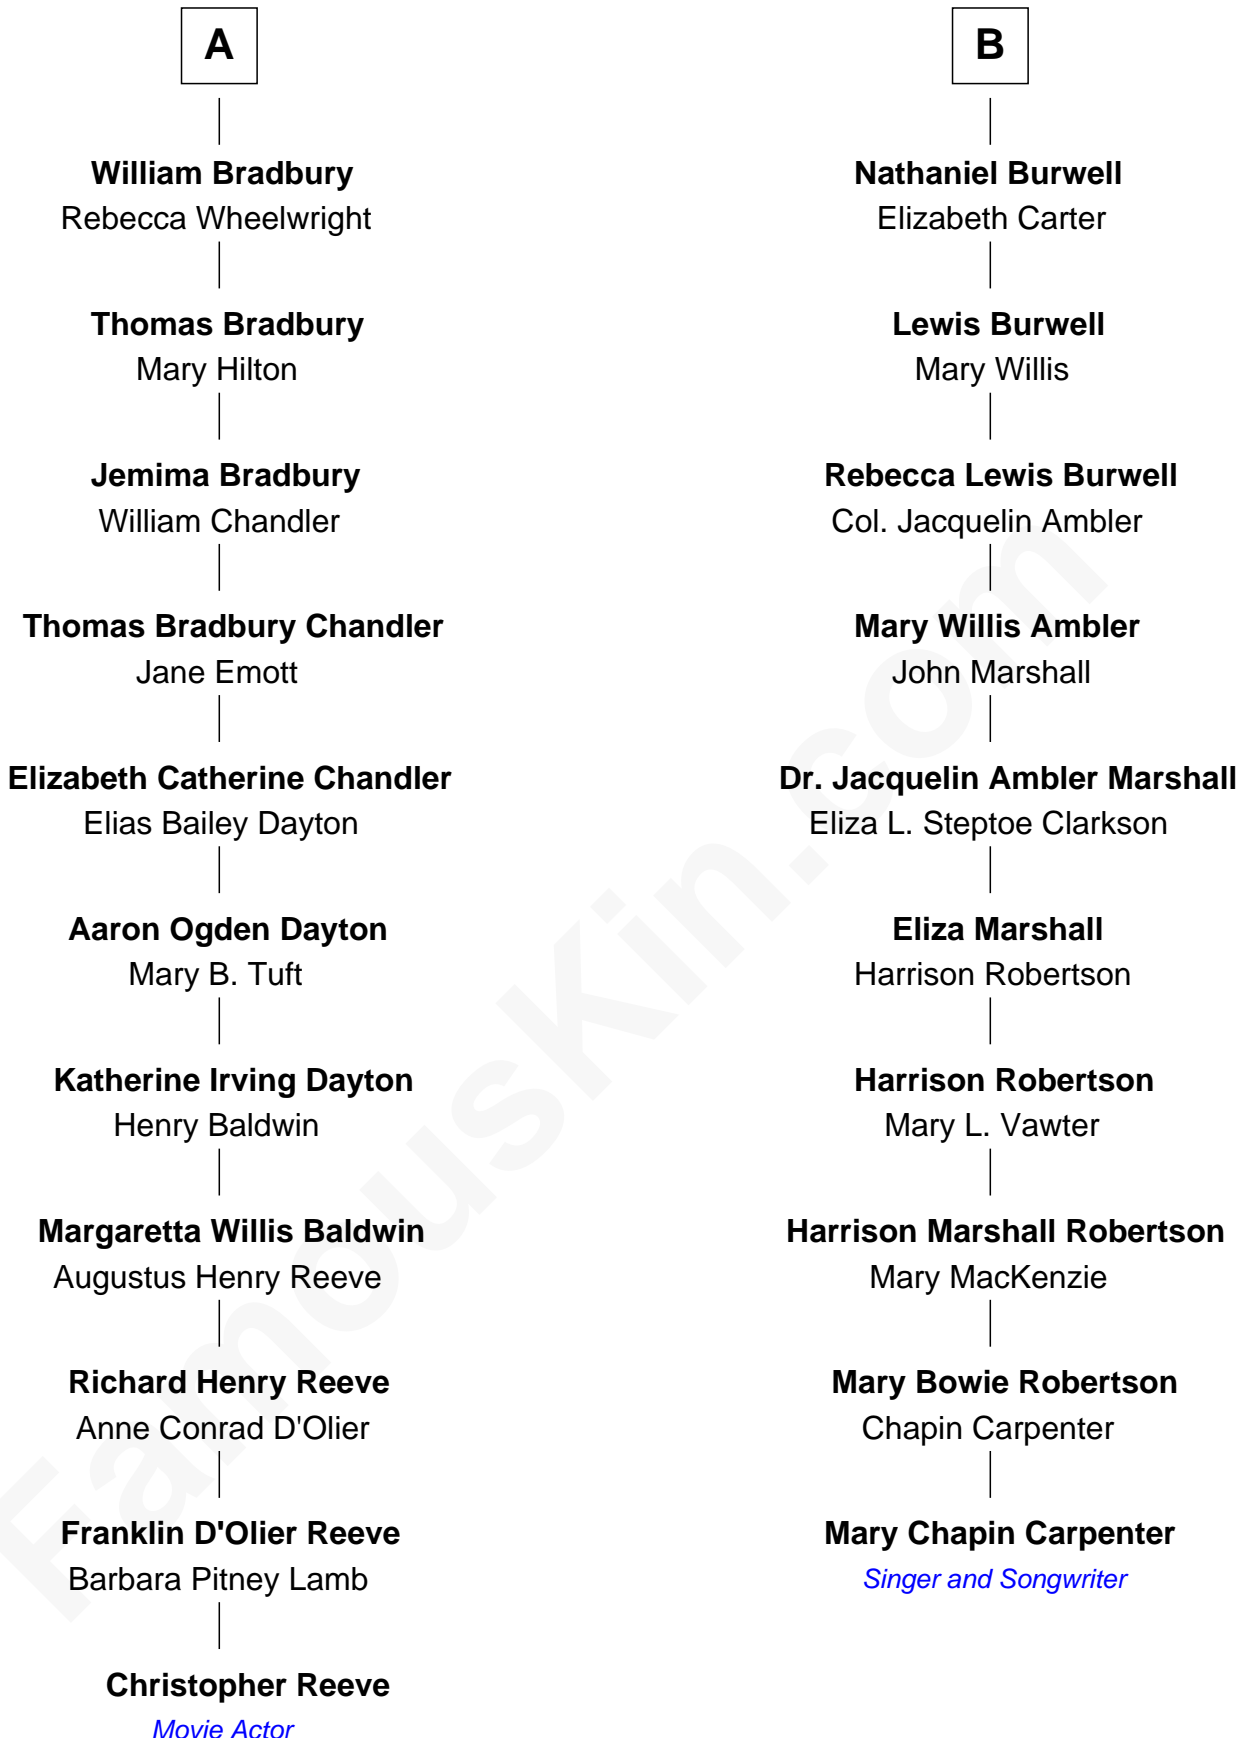 A
William Bradbury
Rebecca Wheelwright
Thomas Bradbury
Mary Hilton
Jemima Bradbury
William Chandler
Thomas Bradbury Chandler
Jane Emott
Elizabeth Catherine Chandler
Elias Bailey Dayton
Aaron Ogden Dayton
Mary B. Tuft
Katherine Irving Dayton
Henry Baldwin
Margaretta Willis Baldwin
Augustus Henry Reeve
Richard Henry Reeve
Anne Conrad D'Olier
Franklin D'Olier Reeve
Barbara Pitney Lamb
Christopher Reeve
Movie Actor
B
Nathaniel Burwell
Elizabeth Carter
Lewis Burwell
Mary Willis
Rebecca Lewis Burwell
Col. Jacquelin Ambler
Mary Willis Ambler
John Marshall
Dr. Jacquelin Ambler Marshall
Eliza L. Steptoe Clarkson
Eliza Marshall
Harrison Robertson
Harrison Robertson
Mary L. Vawter
Harrison Marshall Robertson
Mary MacKenzie
Mary Bowie Robertson
Chapin Carpenter
Mary Chapin Carpenter
Singer and Songwriter
FamousKin.com